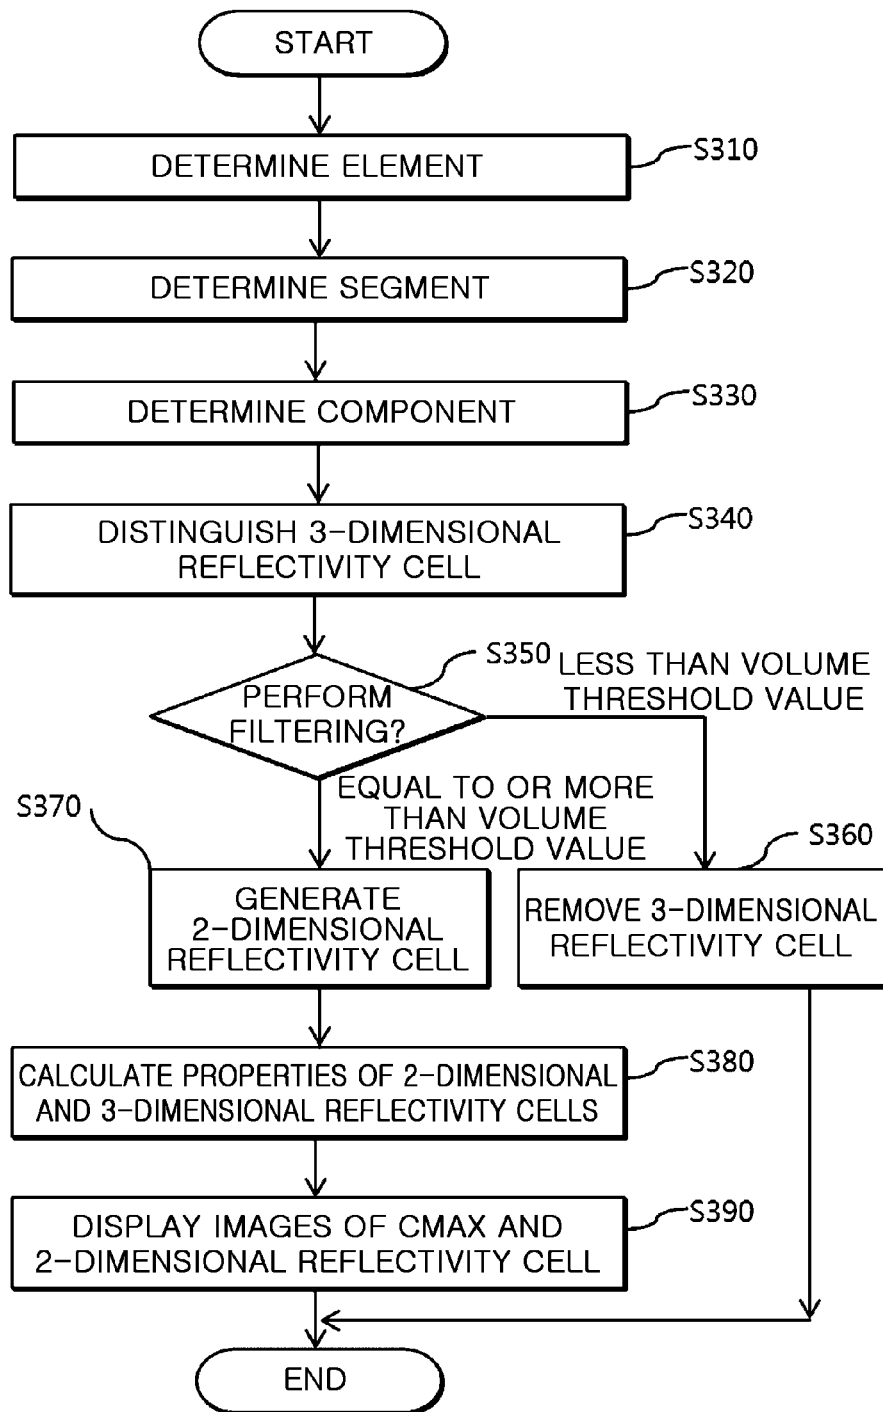 START
DETERMINE ELEMENT
S310
DETERMINE SEGMENT
S320
DETERMINE COMPONENT
S330
DISTINGUISH 3-DIMENSIONAL
REFLECTIVITY CELL
S340
PERFORM
FILTERING?
S350
LESS THAN VOLUME
THRESHOLD VALUE
EQUAL TO OR MORE
THAN VOLUME
THRESHOLD VALUE
S370
GENERATE
2-DIMENSIONAL
REFLECTIVITY CELL
S360
REMOVE 3-DIMENSIONAL
REFLECTIVITY CELL
CALCULATE PROPERTIES OF 2-DIMENSIONAL
AND 3-DIMENSIONAL REFLECTIVITY CELLS
S380
DISPLAY IMAGES OF CMAX AND
2-DIMENSIONAL REFLECTIVITY CELL
S390
END